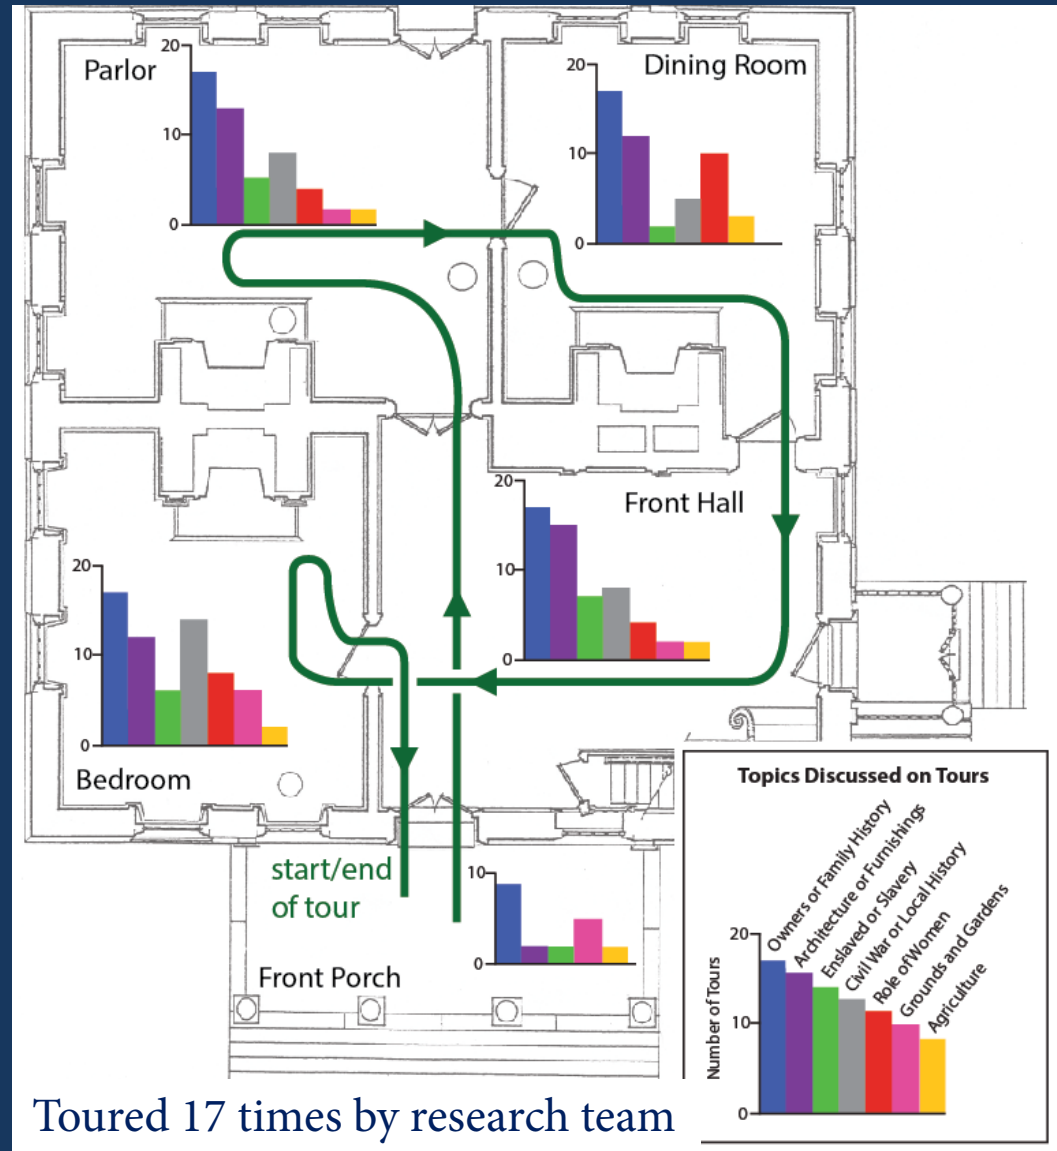 Parlor
20
10
0
Dining Room
20
10
0
Front Hall
20
10
0
20
10
0
Bedroom
start/end
of tour
10
0
Front Porch
Topics Discussed on Tours
Owners or Family History
Architecture or Furnishings
Enslaved or Slavery
Civil War or Local History
Role of Women
Grounds and Gardens
Agriculture
Number of Tours
20
10
0
Toured 17 times by research team